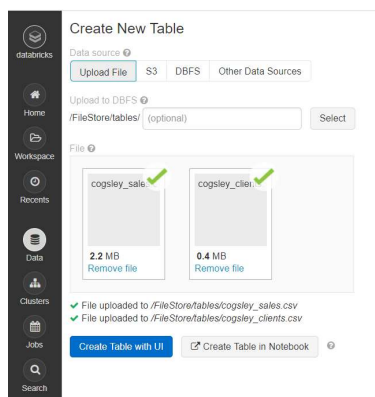 databricks
Home
Workspace
Recents
Data
Clusters
Jobs
Search
Create New Table
Data source
Upload File S3 DBFS Other Data Sources
Upload to DBFS
/FileStore/tables/ (optional) Select
File
cogsley_sale cogsley_clien
2.2 MB 0.4 MB
Remove file Remove file
File uploaded to /FileStore/tables/cogsley_sales.csv
File uploaded to /FileStore/tables/cogsley_clients.csv
Create Table with UI Create Table in Notebook